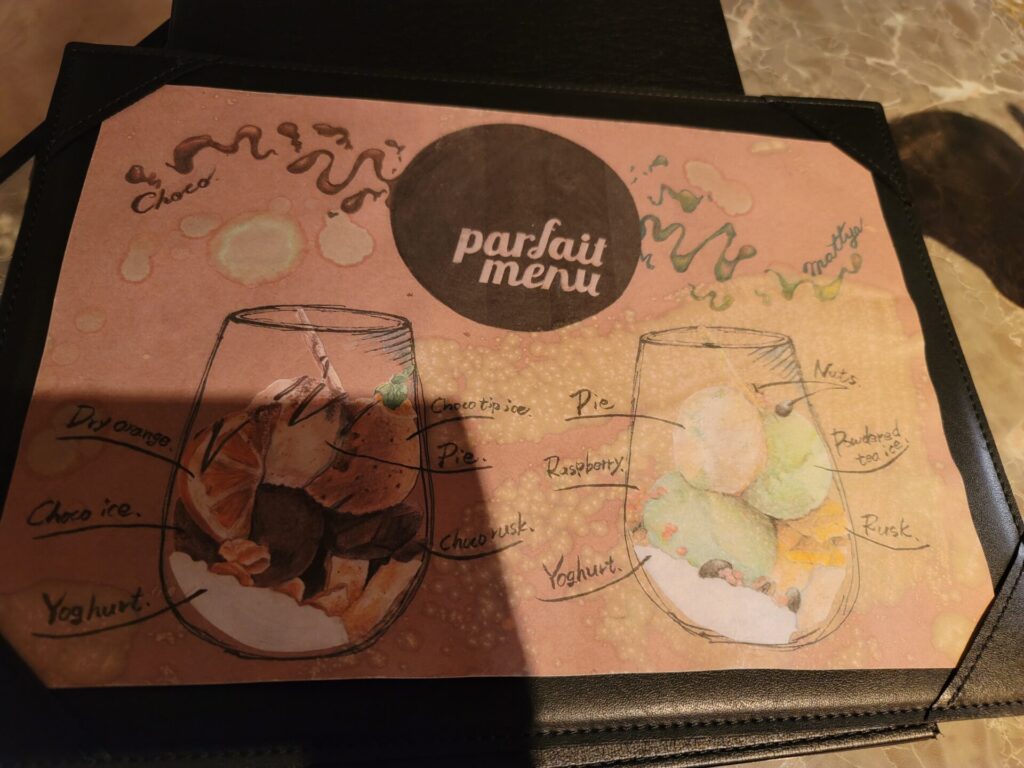 Choco
parfait
menu
Mattya
Dry orange.
Choco tip ice.
Pie.
Choco ice.
Choco rusk.
Yoghurt.
Nuts
Pie
Powdered
tea ice.
Raspberry.
Rusk.
Yoghurt.